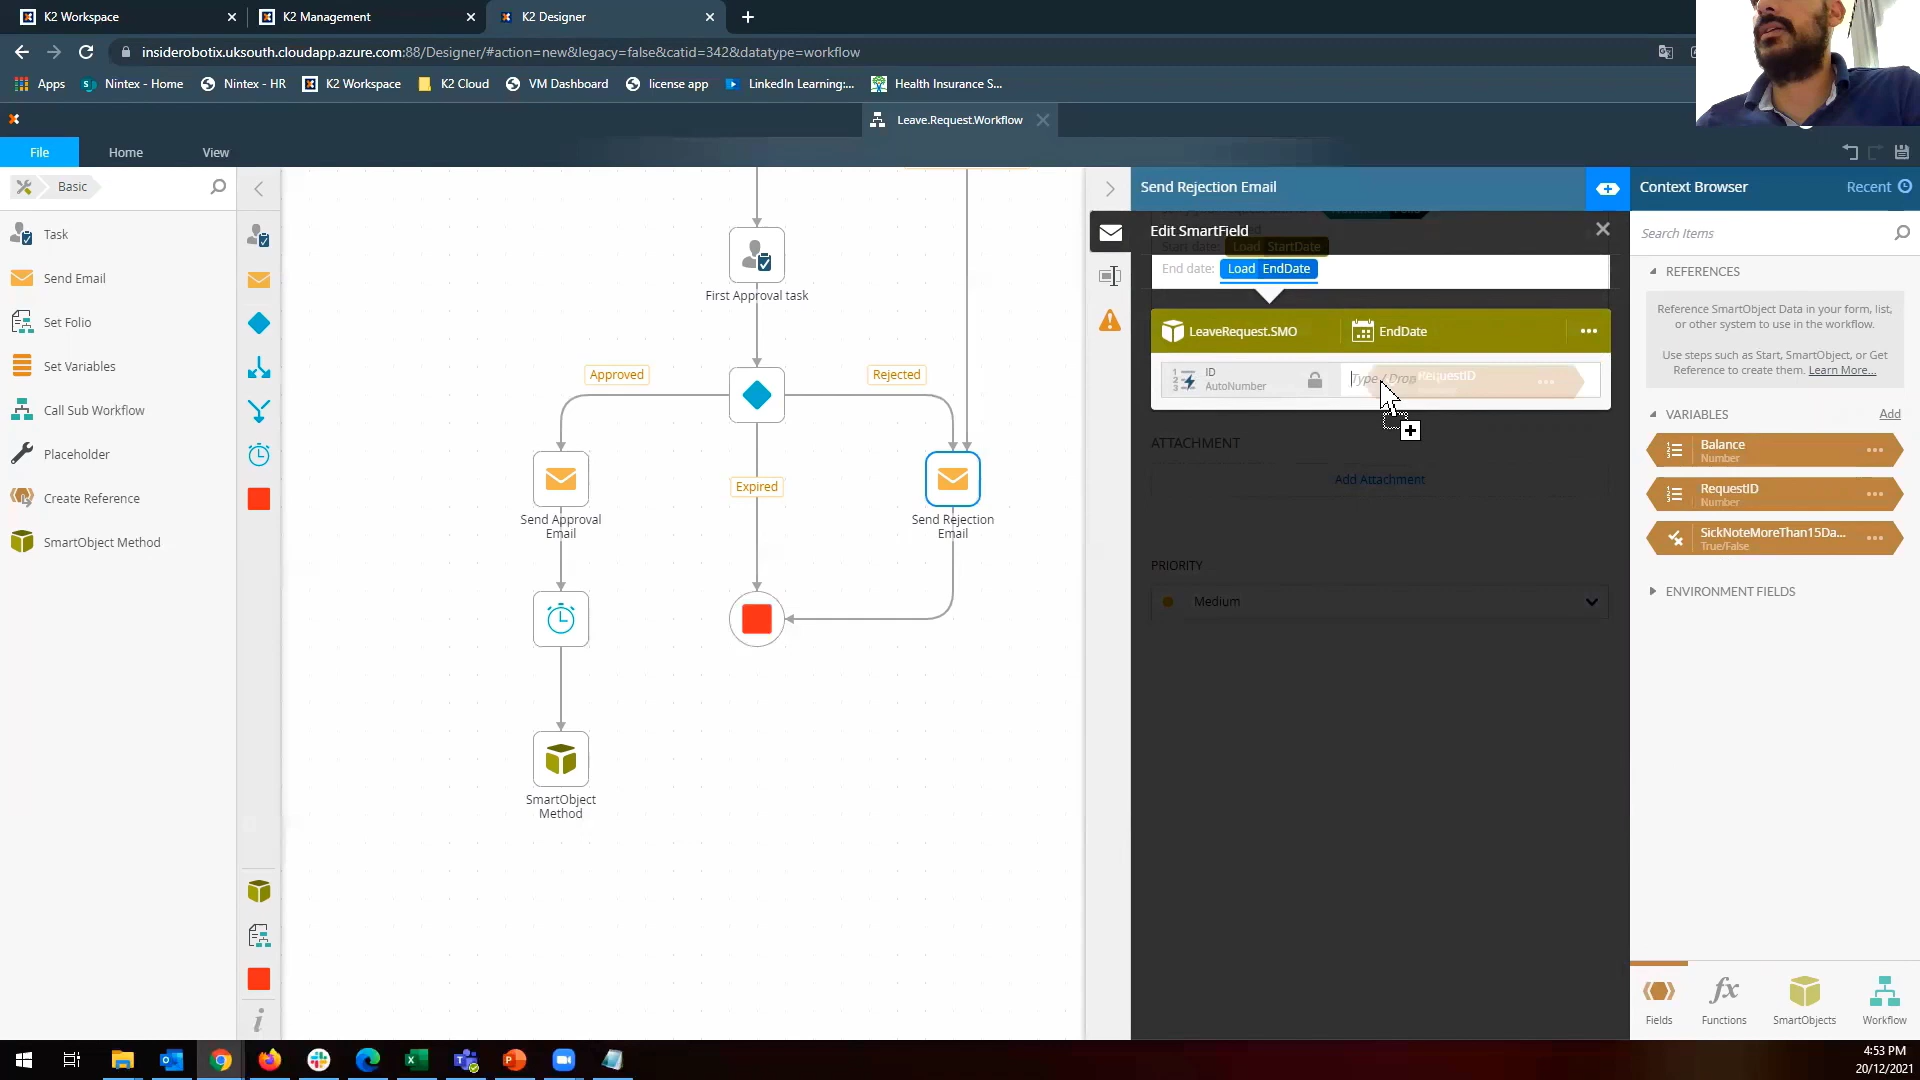 K2 Workspace
K2 Management
K2 Designer
insiderobotix.uksouth.cloudapp.azure.com:88/Designer/#action=new&legacy=false&catid=342&datatype=workflow
Apps
Nintex - Home
Nintex - HR
K2 Workspace
K2 Cloud
VM Dashboard
license app
LinkedIn Learning:...
Health Insurance S...
Leave.Request.Workflow
File
Home
View
Basic
Task
Send Email
Set Folio
Set Variables
Call Sub Workflow
Placeholder
Create Reference
SmartObject Method
First Approval task
Approved
Rejected
Expired
Send Approval
Email
Send Rejection
Email
SmartObject
Method
Send Rejection Email
Edit SmartField
Start date: Load StartDate
End date: Load EndDate
LeaveRequest.SMO
EndDate
ID
AutoNumber
Type / Drop
RequestID
ATTACHMENT
Add Attachment
PRIORITY
Medium
Context Browser
Recent
Search Items
REFERENCES
Reference SmartObject Data in your form, list,
or other system to use in the workflow.
Use steps such as Start, SmartObject, or Get
Reference to create them. Learn More...
VARIABLES
Add
Balance
Number
RequestID
Number
SickNoteMoreThan15Da...
True/False
ENVIRONMENT FIELDS
Fields
Functions
SmartObjects
Workflow
4:53 PM
20/12/2021